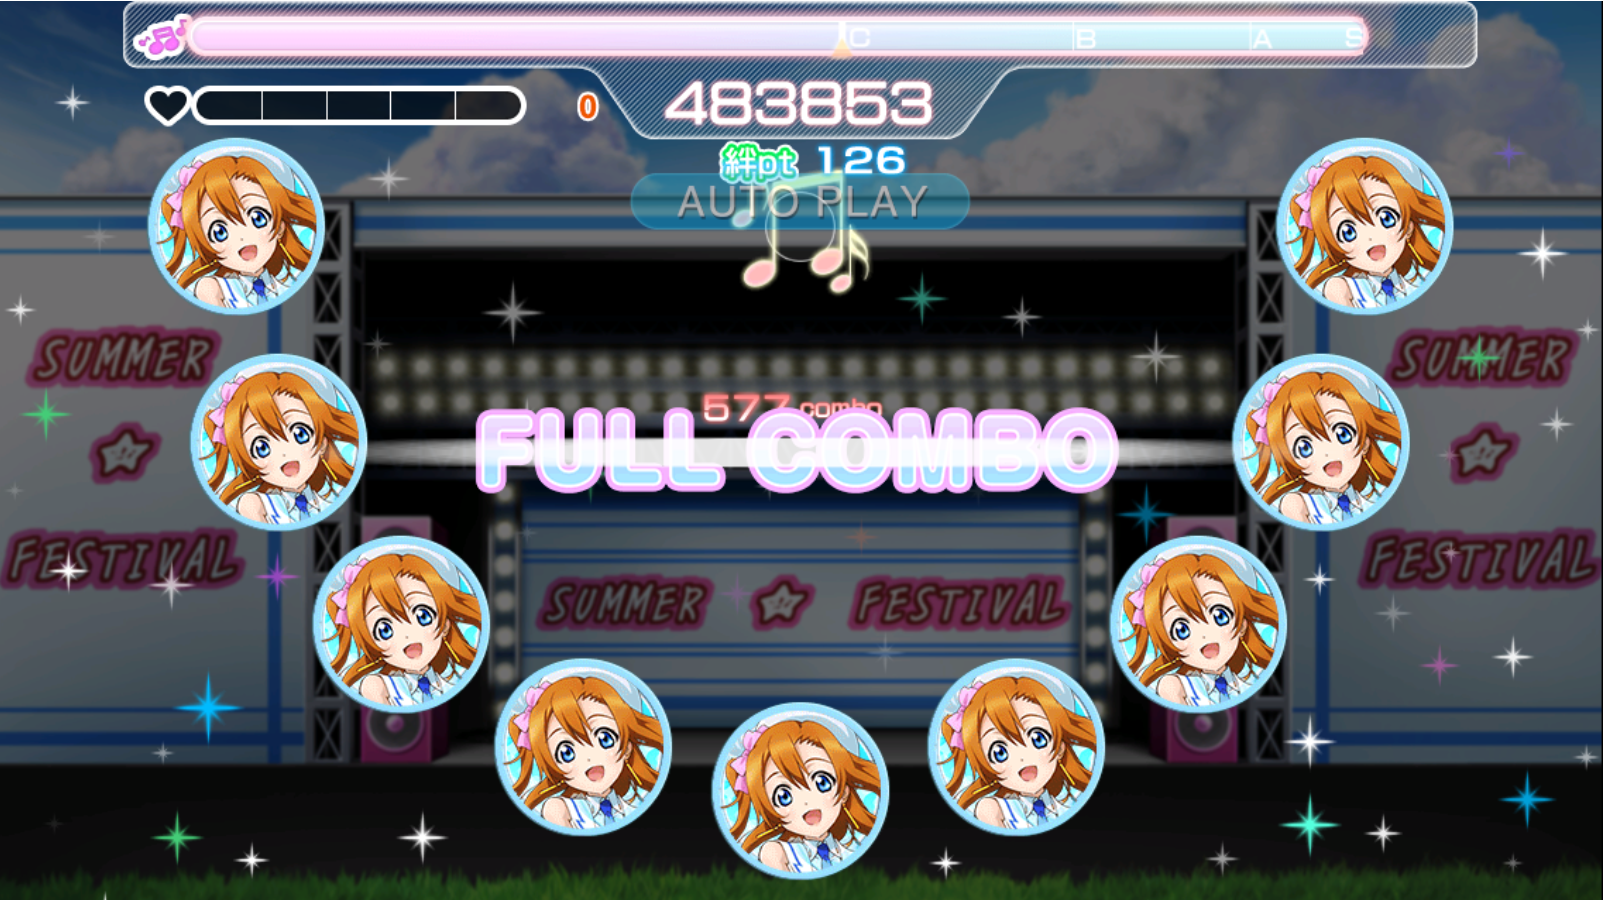 C B A S
0 483853
絆pt 126
AUTO PLAY
SUMMER
SUMMER
577 combo
FULL COMBO
FESTIVAL
FESTIVAL
SUMMER ★ FESTIVAL